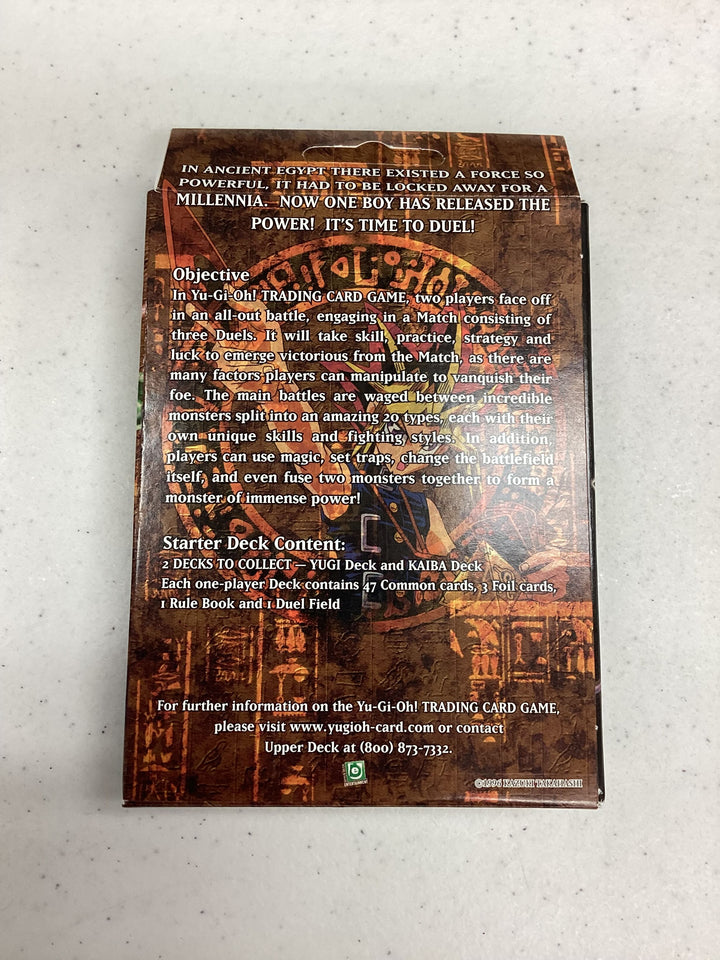 IN ANCIENT EGYPT THERE EXISTED A FORCE SO
POWERFUL, IT HAD TO BE LOCKED AWAY FOR A
MILLENNIA. NOW ONE BOY HAS RELEASED THE
POWER! IT'S TIME TO DUEL!
Objective
In Yu-Gi-Oh! TRADING CARD GAME, two players face off
in an all-out battle, engaging in a Match consisting of
three Duels. It will take skill, practice, strategy and
luck to emerge victorious from the Match, as there are
many factors players can manipulate to vanquish their
foe. The main battles are waged between incredible
monsters split into an amazing 20 types, each with their
own unique skills and fighting styles. In addition,
players can use magic, set traps, change the battlefield
itself, and even fuse two monsters together to form a
monster of immense power!
Starter Deck Content:
2 DECKS TO COLLECT — YUGI Deck and KAIBA Deck
Each one-player Deck contains 47 Common cards, 3 Foil cards,
1 Rule Book and 1 Duel Field
For further information on the Yu-Gi-Oh! TRADING CARD GAME,
please visit www.yugioh-card.com or contact
Upper Deck at (800) 873-7332.
ENTERTAINMENT
©1996 KAZUKI TAKAHASHI